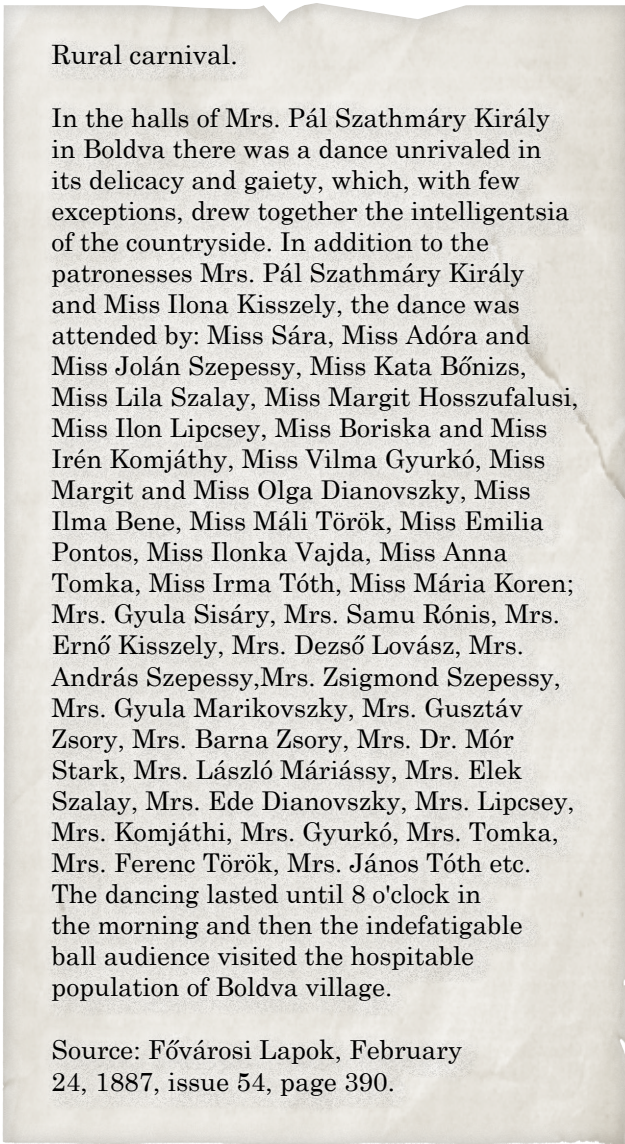 Rural carnival.
In the halls of Mrs. Pál Szathmáry Király
in Boldva there was a dance unrivaled in
its delicacy and gaiety, which, with few
exceptions, drew together the intelligentsia
of the countryside. In addition to the
patronesses Mrs. Pál Szathmáry Király
and Miss Ilona Kisszely, the dance was
attended by: Miss Sára, Miss Adóra and
Miss Jolán Szepessy, Miss Kata Bőnizs,
Miss Lila Szalay, Miss Margit Hosszufalusi,
Miss Ilon Lipcsey, Miss Boriska and Miss
Irén Komjáthy, Miss Vilma Gyurkó, Miss
Margit and Miss Olga Dianovszky, Miss
Ilma Bene, Miss Máli Török, Miss Emilia
Pontos, Miss Ilonka Vajda, Miss Anna
Tomka, Miss Irma Tóth, Miss Mária Koren;
Mrs. Gyula Sisáry, Mrs. Samu Rónis, Mrs.
Ernő Kisszely, Mrs. Dezső Lovász, Mrs.
András Szepessy,Mrs. Zsigmond Szepessy,
Mrs. Gyula Marikovszky, Mrs. Gusztáv
Zsory, Mrs. Barna Zsory, Mrs. Dr. Mór
Stark, Mrs. László Máriássy, Mrs. Elek
Szalay, Mrs. Ede Dianovszky, Mrs. Lipcsey,
Mrs. Komjáthi, Mrs. Gyurkó, Mrs. Tomka,
Mrs. Ferenc Török, Mrs. János Tóth etc.
The dancing lasted until 8 o'clock in
the morning and then the indefatigable
ball audience visited the hospitable
population of Boldva village.
Source: Fővárosi Lapok, February
24, 1887, issue 54, page 390.